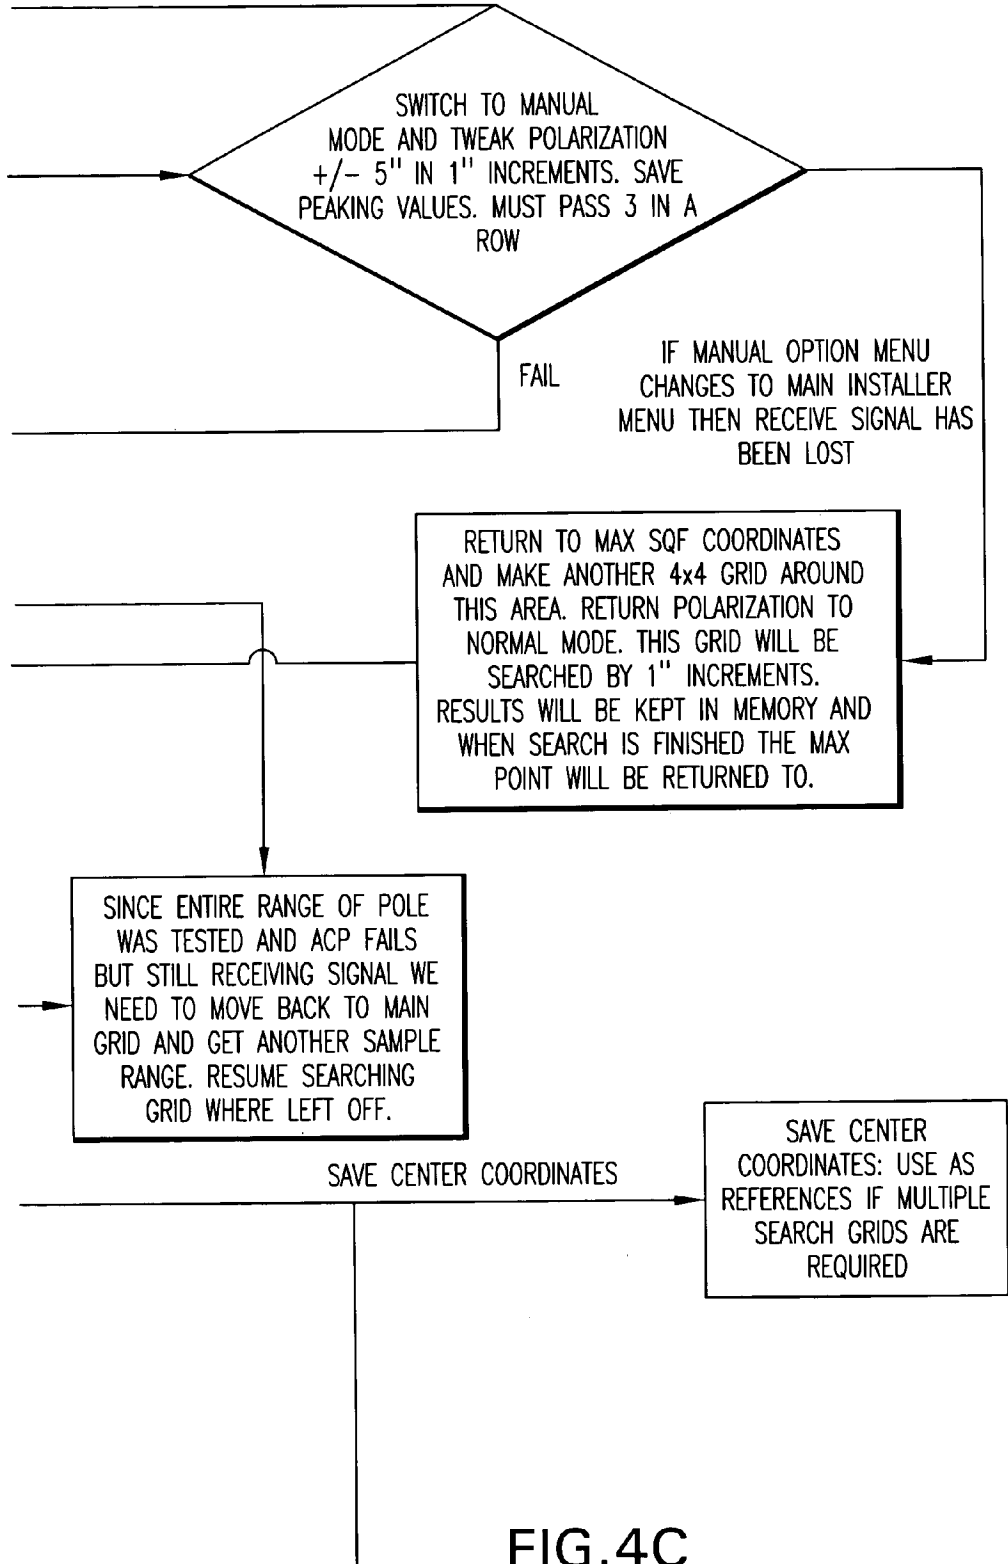 SWITCH TO MANUAL
MODE AND TWEAK POLARIZATION
+/- 5" IN 1" INCREMENTS. SAVE
PEAKING VALUES. MUST PASS 3 IN A
ROW
FAIL
IF MANUAL OPTION MENU
CHANGES TO MAIN INSTALLER
MENU THEN RECEIVE SIGNAL HAS
BEEN LOST
RETURN TO MAX SQF COORDINATES
AND MAKE ANOTHER 4x4 GRID AROUND
THIS AREA. RETURN POLARIZATION TO
NORMAL MODE. THIS GRID WILL BE
SEARCHED BY 1" INCREMENTS.
RESULTS WILL BE KEPT IN MEMORY AND
WHEN SEARCH IS FINISHED THE MAX
POINT WILL BE RETURNED TO.
SINCE ENTIRE RANGE OF POLE
WAS TESTED AND ACP FAILS
BUT STILL RECEIVING SIGNAL WE
NEED TO MOVE BACK TO MAIN
GRID AND GET ANOTHER SAMPLE
RANGE. RESUME SEARCHING
GRID WHERE LEFT OFF.
SAVE CENTER COORDINATES
SAVE CENTER
COORDINATES: USE AS
REFERENCES IF MULTIPLE
SEARCH GRIDS ARE
REQUIRED
FIG.4C